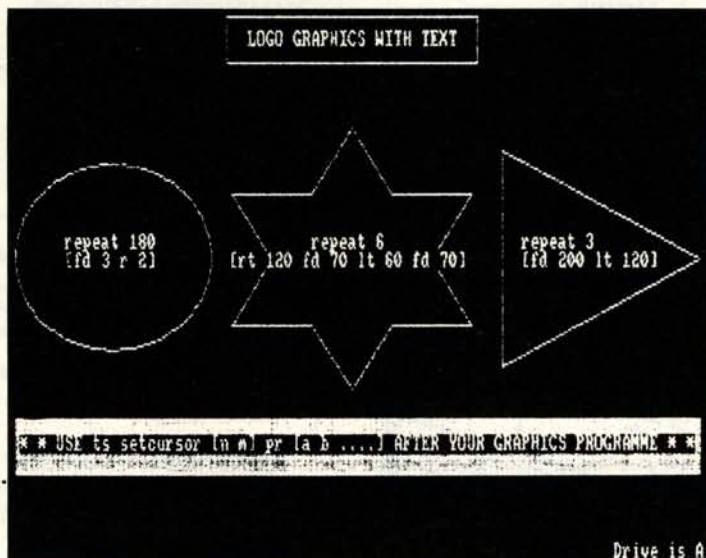 LOGO GRAPHICS WITH TEXT
repeat 180
[fd 3 r 2]
repeat 6
[rt 120 fd 70 lt 60 fd 70]
repeat 3
[fd 200 lt 120]
* * USE ts setcursor [n m] pr [a b ....] AFTER YOUR GRAPHICS PROGRAMME * *
Drive is A